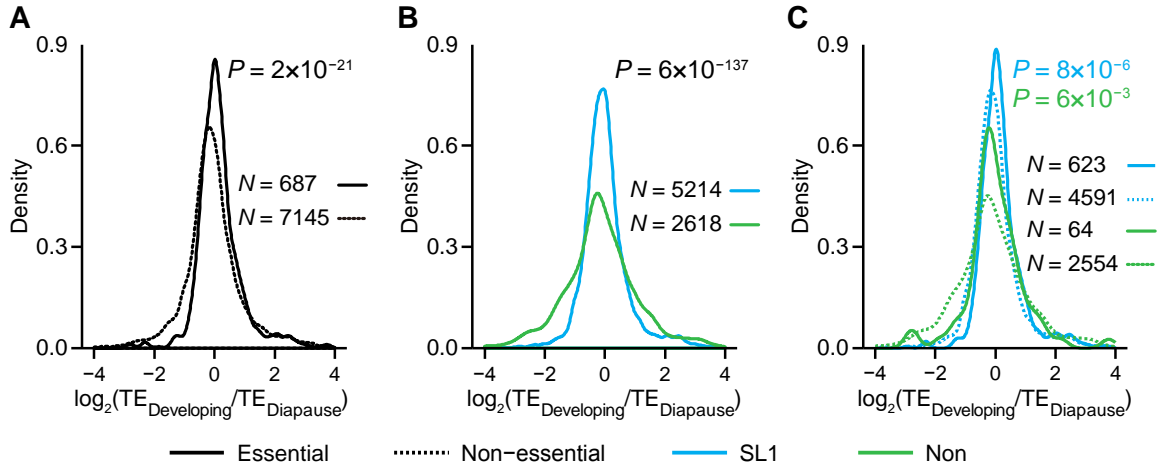 A
0.9
0.6
0.3
0.0
Density
P = 2×10⁻²¹
N = 687
N = 7145
−4 −2 0 2 4
log₂(TE_Developing/TE_Diapause)
B
0.9
0.6
0.3
0.0
Density
P = 6×10⁻¹³⁷
N = 5214
N = 2618
−4 −2 0 2 4
log₂(TE_Developing/TE_Diapause)
C
0.9
0.6
0.3
0.0
Density
P = 8×10⁻⁶
P = 6×10⁻³
N = 623
N = 4591
N = 64
N = 2554
−4 −2 0 2 4
log₂(TE_Developing/TE_Diapause)
Essential Non−essential SL1 Non